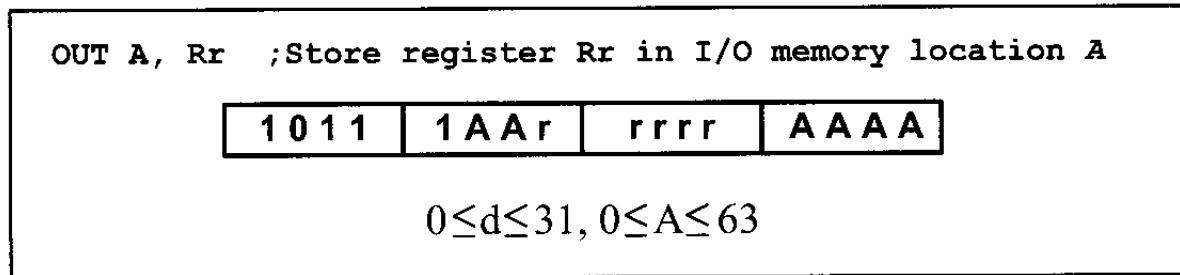 OUT A, Rr ;Store register Rr in I/O memory location A
1011 1AAr rrrr AAAA
0≤d≤31, 0≤A≤63